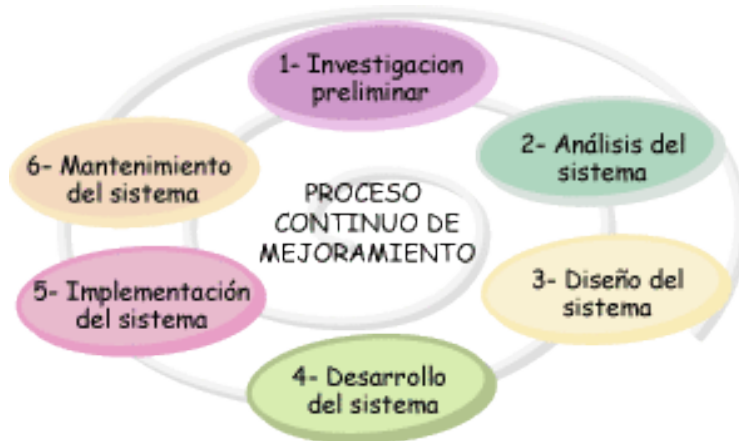 1- Investigacion
preliminar
2- Análisis del
sistema
3- Diseño del
sistema
4- Desarrollo
del sistema
5- Implementación
del sistema
6- Mantenimiento
del sistema
PROCESO
CONTINUO DE
MEJORAMIENTO